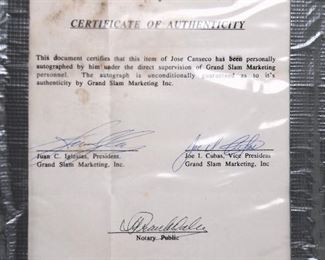 CERTIFICATE OF AUTHENTICITY
This document certifies that this item of Jose Canseco has been personally
autographed by him under the direct supervision of Grand Slam Marketing
personnel. The autograph is unconditionally guaranteed as to it's
authenticity by Grand Slam Marketing Inc.
Juan C. Iglesias, President Joe I. Cubas, Vice President
Grand Slam Marketing, Inc Grand Slam Marketing, Inc
Notary Public